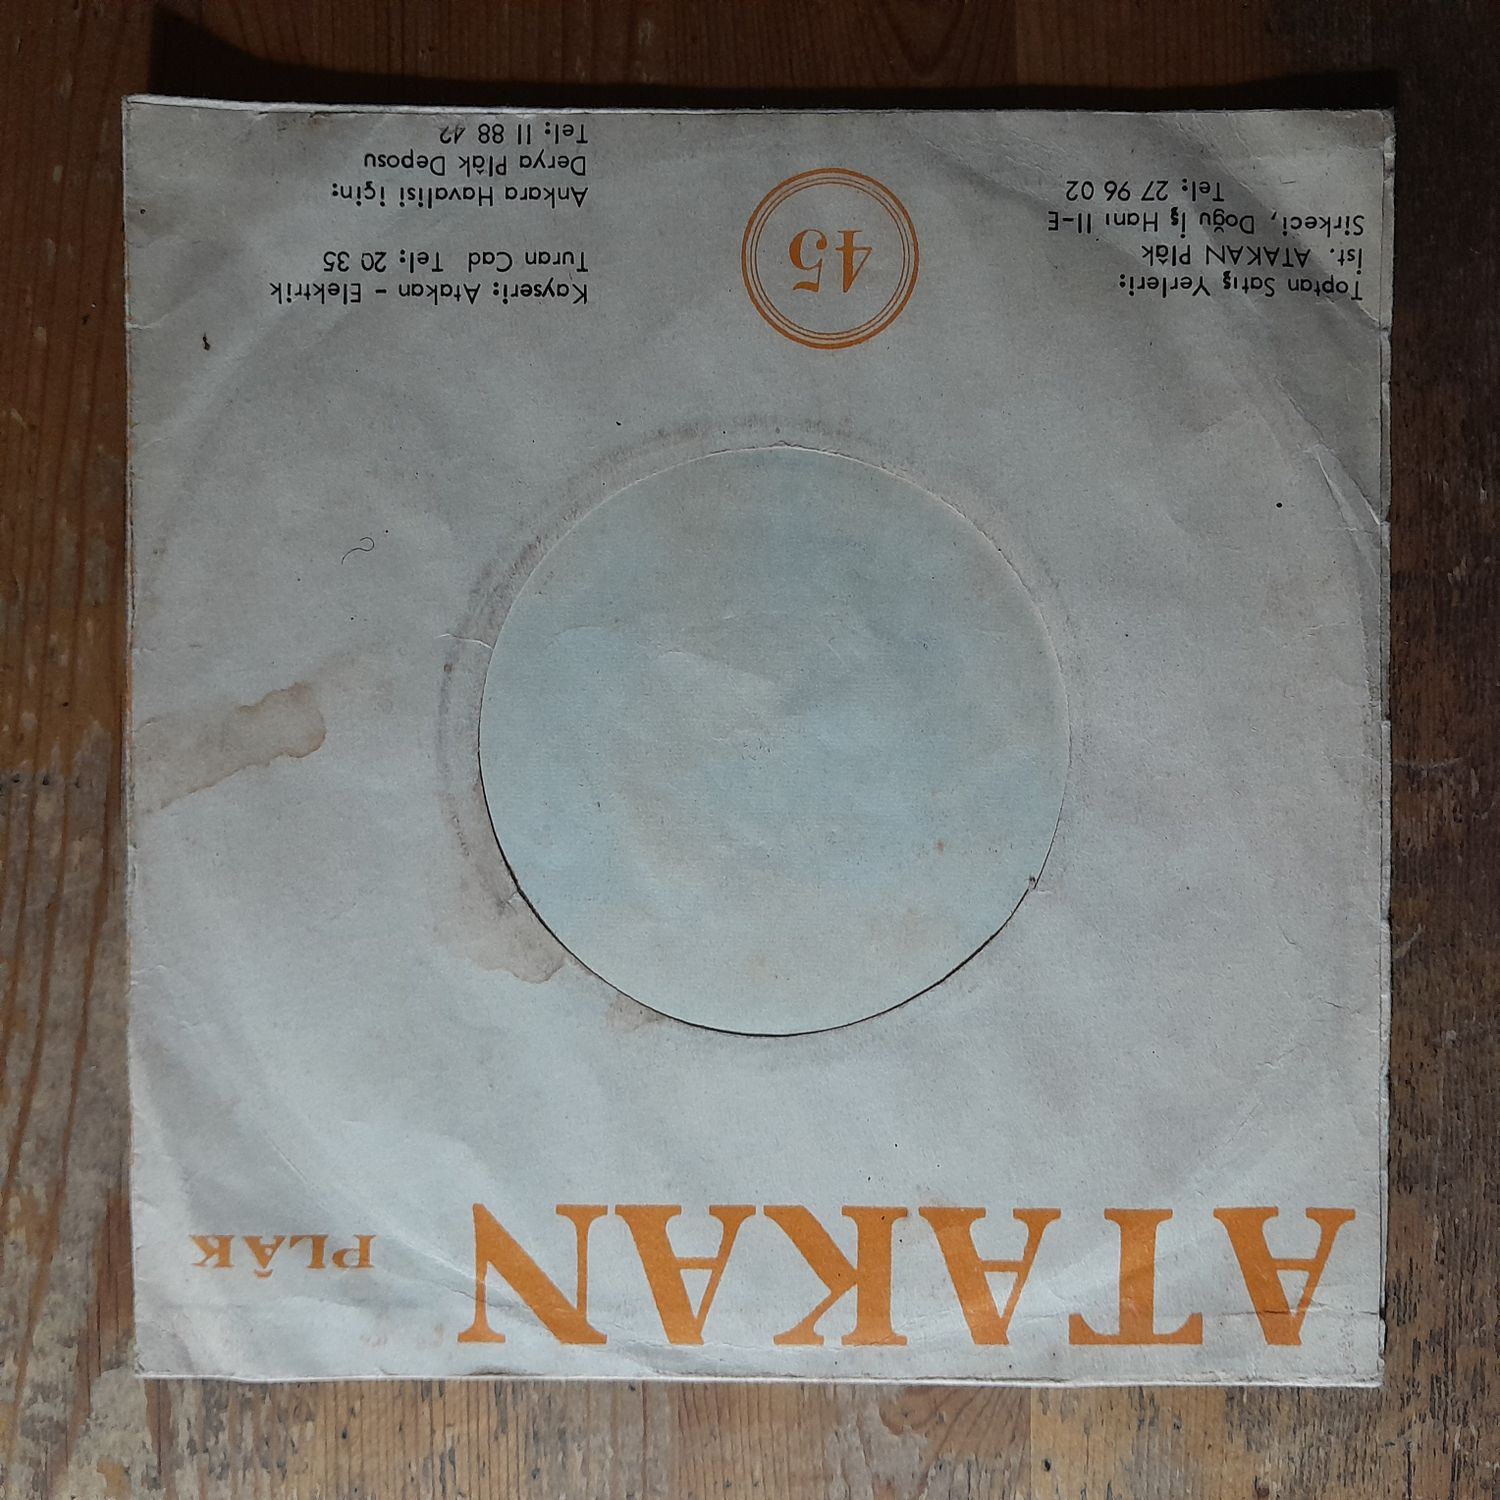 ATAKAN PLÂK
45
Toptan Satış Yerleri:
İst. ATAKAN Plâk
Sirkeci, Doğu İş Hanı II-E
Tel: 27 96 02
Kayseri: Atakan - Elektrik
Turan Cad Tel: 20 35
Ankara Havalisi için:
Derya Plâk Deposu
Tel: II 88 42